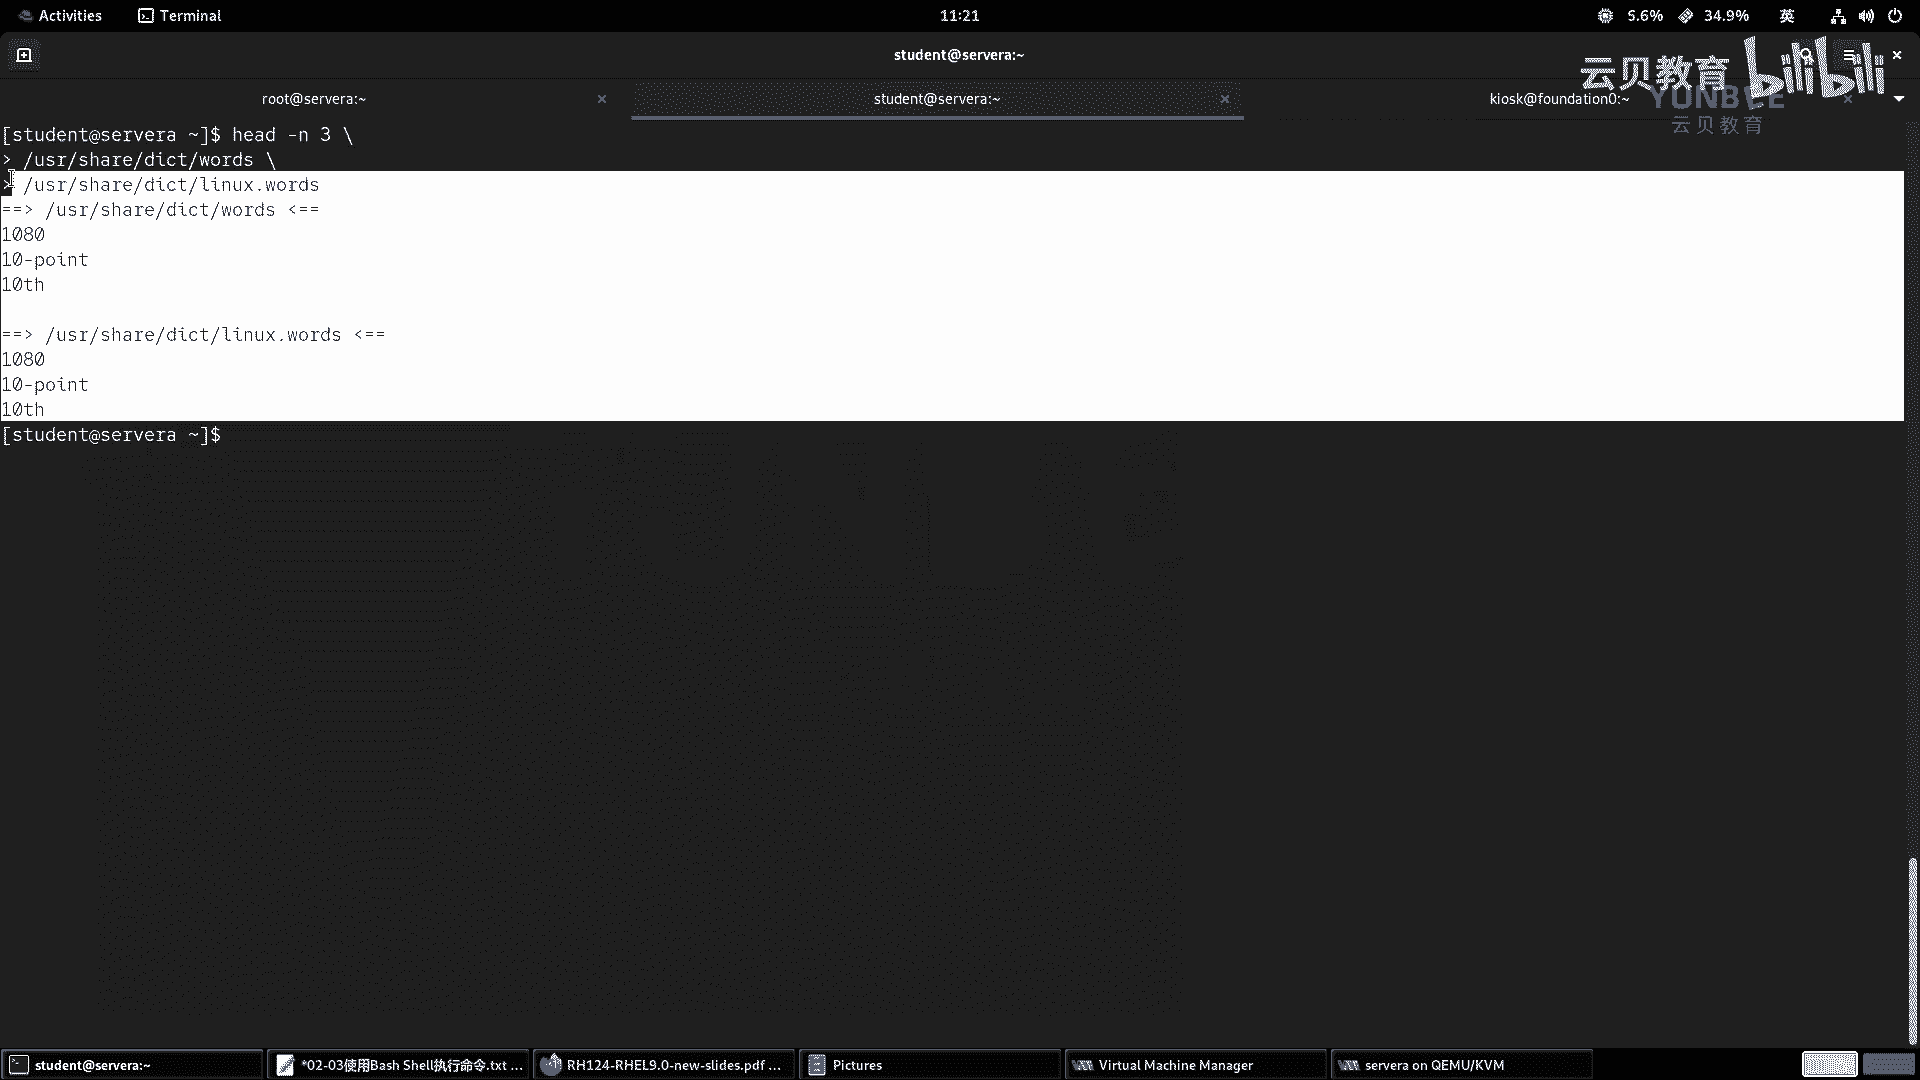 Activities
Terminal
11:21
5.6%
34.9%
英
student@servera:~
云贝教育
bilibili
root@servera:~
student@servera:~
kiosk@foundation0:~
YUNBEE
云贝教育
[student@servera ~]$ head -n 3 \
> /usr/share/dict/words \
> /usr/share/dict/linux.words
==> /usr/share/dict/words <==
1080
10-point
10th
==> /usr/share/dict/linux.words <==
1080
10-point
10th
[student@servera ~]$
student@servera:~
*02-03使用Bash Shell执行命令.txt ...
RH124-RHEL9.0-new-slides.pdf ...
Pictures
Virtual Machine Manager
servera on QEMU/KVM